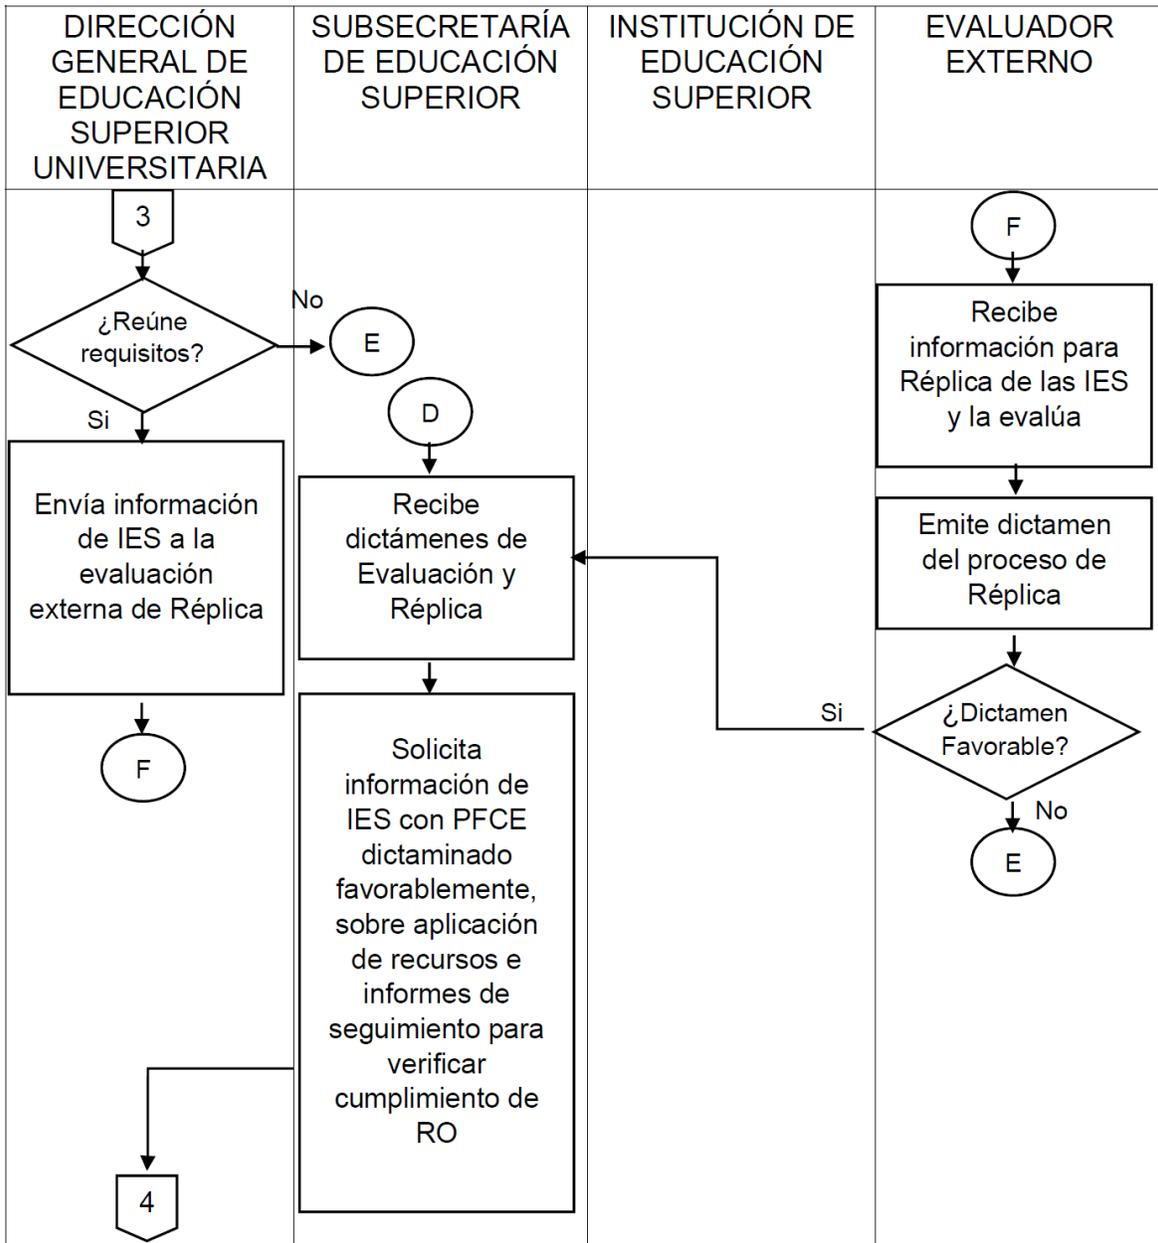 DIRECCIÓN
GENERAL DE
EDUCACIÓN
SUPERIOR
UNIVERSITARIA
SUBSECRETARÍA
DE EDUCACIÓN
SUPERIOR
INSTITUCIÓN DE
EDUCACIÓN
SUPERIOR
EVALUADOR
EXTERNO
3
¿Reúne
requisitos?
No
E
Si
Envía información
de IES a la
evaluación
externa de Réplica
F
D
Recibe
dictámenes de
Evaluación y
Réplica
Solicita
información de
IES con PFCE
dictaminado
favorablemente,
sobre aplicación
de recursos e
informes de
seguimiento para
verificar
cumplimiento de
RO
4
F
Recibe
información para
Réplica de las IES
y la evalúa
Emite dictamen
del proceso de
Réplica
¿Dictamen
Favorable?
Si
No
E